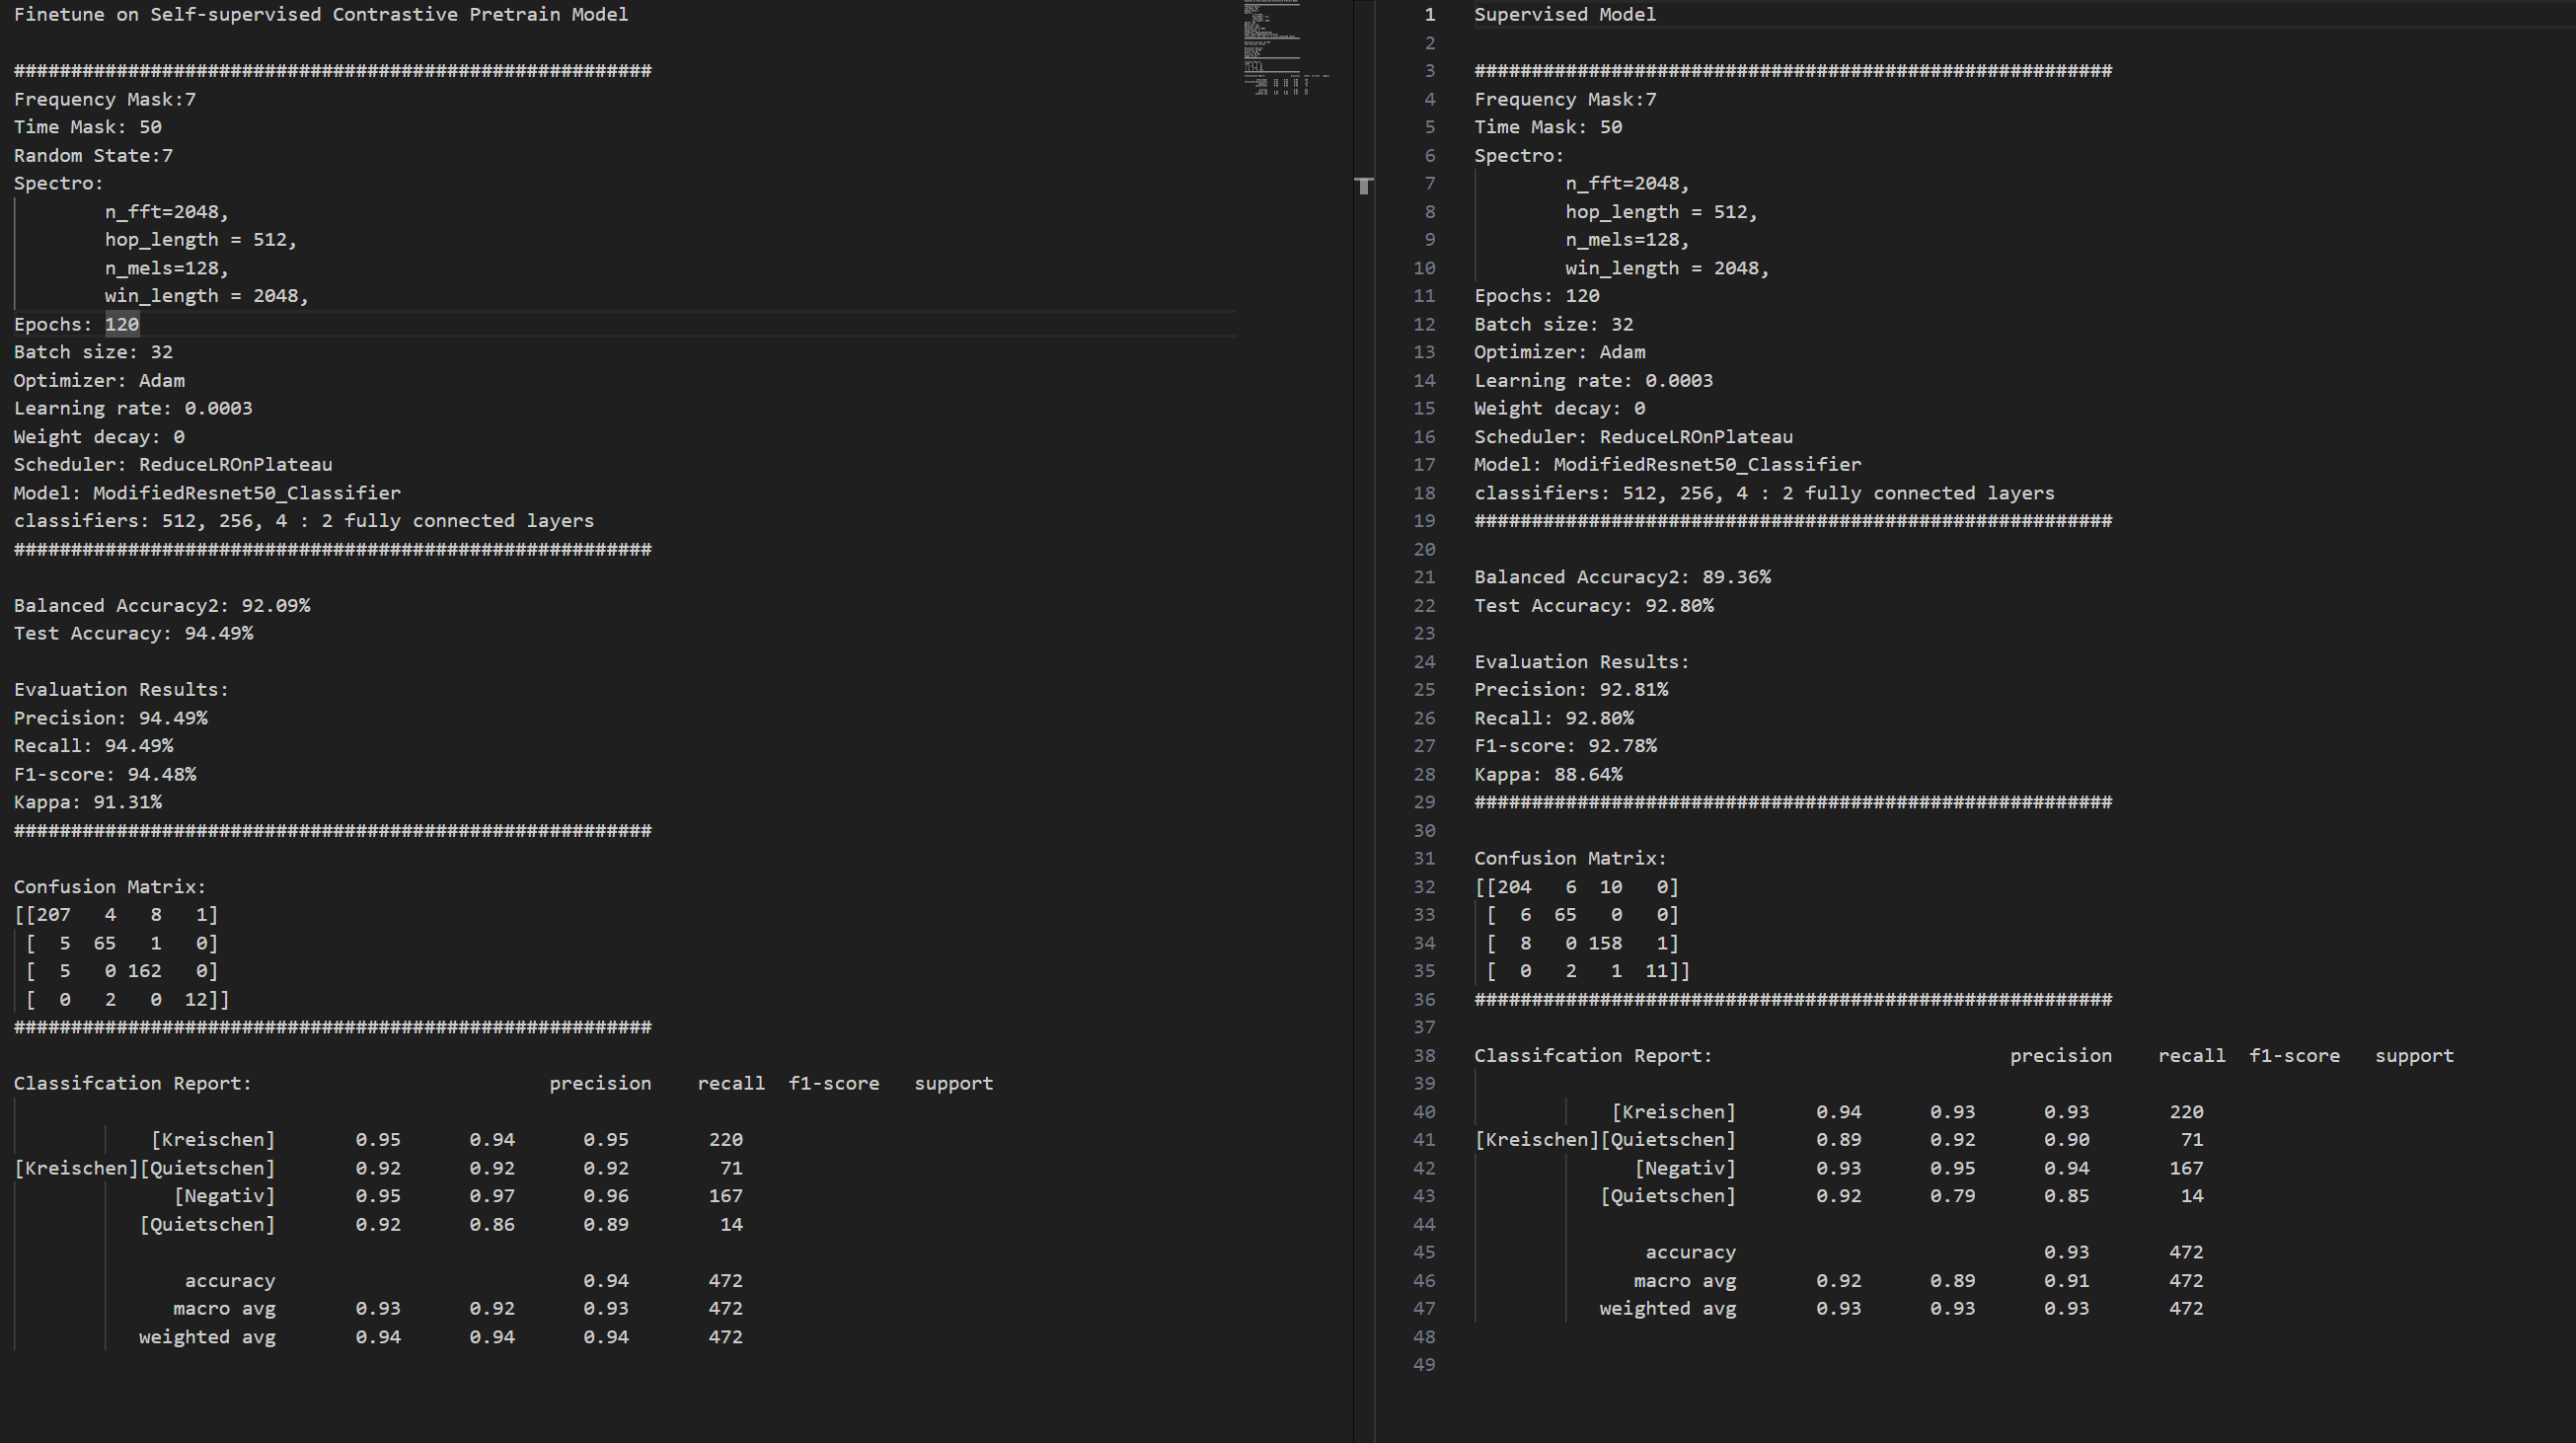 Finetune on Self-supervised Contrastive Pretrain Model

########################################################
Frequency Mask:7
Time Mask: 50
Random State:7
Spectro:
        n_fft=2048,
        hop_length = 512,
        n_mels=128,
        win_length = 2048,
Epochs: 120
Batch size: 32
Optimizer: Adam
Learning rate: 0.0003
Weight decay: 0
Scheduler: ReduceLROnPlateau
Model: ModifiedResnet50_Classifier
classifiers: 512, 256, 4 : 2 fully connected layers
########################################################

Balanced Accuracy2: 92.09%
Test Accuracy: 94.49%

Evaluation Results:
Precision: 94.49%
Recall: 94.49%
F1-score: 94.48%
Kappa: 91.31%
########################################################

Confusion Matrix:
[[207   4   8   1]
 [  5  65   1   0]
 [  5   0 162   0]
 [  0   2   0  12]]
########################################################

Classifcation Report:                          precision    recall  f1-score   support

            [Kreischen]       0.95      0.94      0.95       220
[Kreischen][Quietschen]       0.92      0.92      0.92        71
              [Negativ]       0.95      0.97      0.96       167
           [Quietschen]       0.92      0.86      0.89        14

               accuracy                           0.94       472
              macro avg       0.93      0.92      0.93       472
           weighted avg       0.94      0.94      0.94       472
1 Supervised Model
2
3 ########################################################
4 Frequency Mask:7
5 Time Mask: 50
6 Spectro:
7         n_fft=2048,
8         hop_length = 512,
9         n_mels=128,
10         win_length = 2048,
11 Epochs: 120
12 Batch size: 32
13 Optimizer: Adam
14 Learning rate: 0.0003
15 Weight decay: 0
16 Scheduler: ReduceLROnPlateau
17 Model: ModifiedResnet50_Classifier
18 classifiers: 512, 256, 4 : 2 fully connected layers
19 ########################################################
20
21 Balanced Accuracy2: 89.36%
22 Test Accuracy: 92.80%
23
24 Evaluation Results:
25 Precision: 92.81%
26 Recall: 92.80%
27 F1-score: 92.78%
28 Kappa: 88.64%
29 ########################################################
30
31 Confusion Matrix:
32 [[204   6  10   0]
33  [  6  65   0   0]
34  [  8   0 158   1]
35  [  0   2   1  11]]
36 ########################################################
37
38 Classifcation Report:                          precision    recall  f1-score   support
39
40             [Kreischen]       0.94      0.93      0.93       220
41 [Kreischen][Quietschen]       0.89      0.92      0.90        71
42               [Negativ]       0.93      0.95      0.94       167
43            [Quietschen]       0.92      0.79      0.85        14
44
45                accuracy                           0.93       472
46               macro avg       0.92      0.89      0.91       472
47            weighted avg       0.93      0.93      0.93       472
48
49